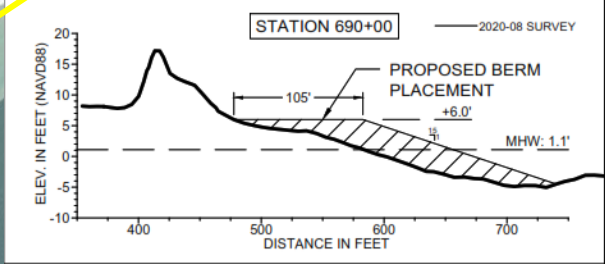 STATION 690+00
2020-08 SURVEY
ELEV. IN FEET (NAVD88)
20
15
10
5
0
-5
-10
105'
PROPOSED BERM
PLACEMENT
+6.0'
MHW: 1.1'
400
500
600
700
DISTANCE IN FEET